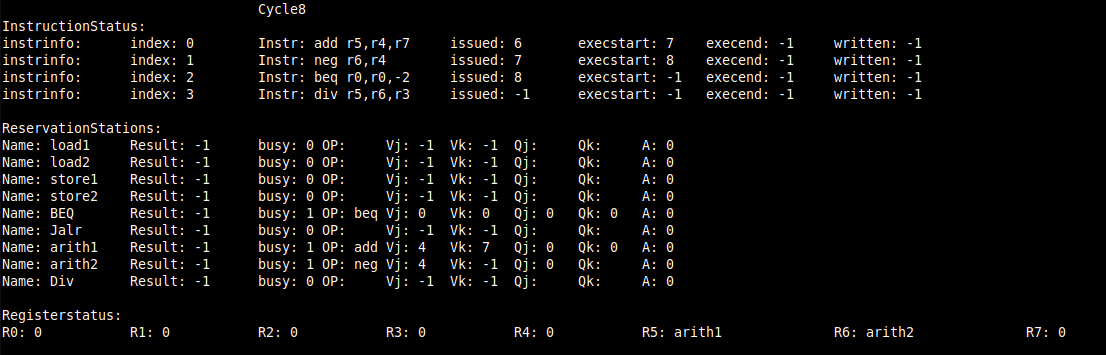 Cycle8
InstructionStatus:
instrinfo: index: 0 Instr: add r5,r4,r7 issued: 6 execstart: 7 execend: -1 written: -1
instrinfo: index: 1 Instr: neg r6,r4 issued: 7 execstart: 8 execend: -1 written: -1
instrinfo: index: 2 Instr: beq r0,r0,-2 issued: 8 execstart: -1 execend: -1 written: -1
instrinfo: index: 3 Instr: div r5,r6,r3 issued: -1 execstart: -1 execend: -1 written: -1
ReservationStations:
Name: load1 Result: -1 busy: 0 OP: Vj: -1 Vk: -1 Qj: Qk: A: 0
Name: load2 Result: -1 busy: 0 OP: Vj: -1 Vk: -1 Qj: Qk: A: 0
Name: store1 Result: -1 busy: 0 OP: Vj: -1 Vk: -1 Qj: Qk: A: 0
Name: store2 Result: -1 busy: 0 OP: Vj: -1 Vk: -1 Qj: Qk: A: 0
Name: BEQ Result: -1 busy: 1 OP: beq Vj: 0 Vk: 0 Qj: 0 Qk: 0 A: 0
Name: Jalr Result: -1 busy: 0 OP: Vj: -1 Vk: -1 Qj: Qk: A: 0
Name: arith1 Result: -1 busy: 1 OP: add Vj: 4 Vk: 7 Qj: 0 Qk: 0 A: 0
Name: arith2 Result: -1 busy: 1 OP: neg Vj: 4 Vk: -1 Qj: 0 Qk: A: 0
Name: Div Result: -1 busy: 0 OP: Vj: -1 Vk: -1 Qj: Qk: A: 0
Registerstatus:
R0: 0 R1: 0 R2: 0 R3: 0 R4: 0 R5: arith1 R6: arith2 R7: 0